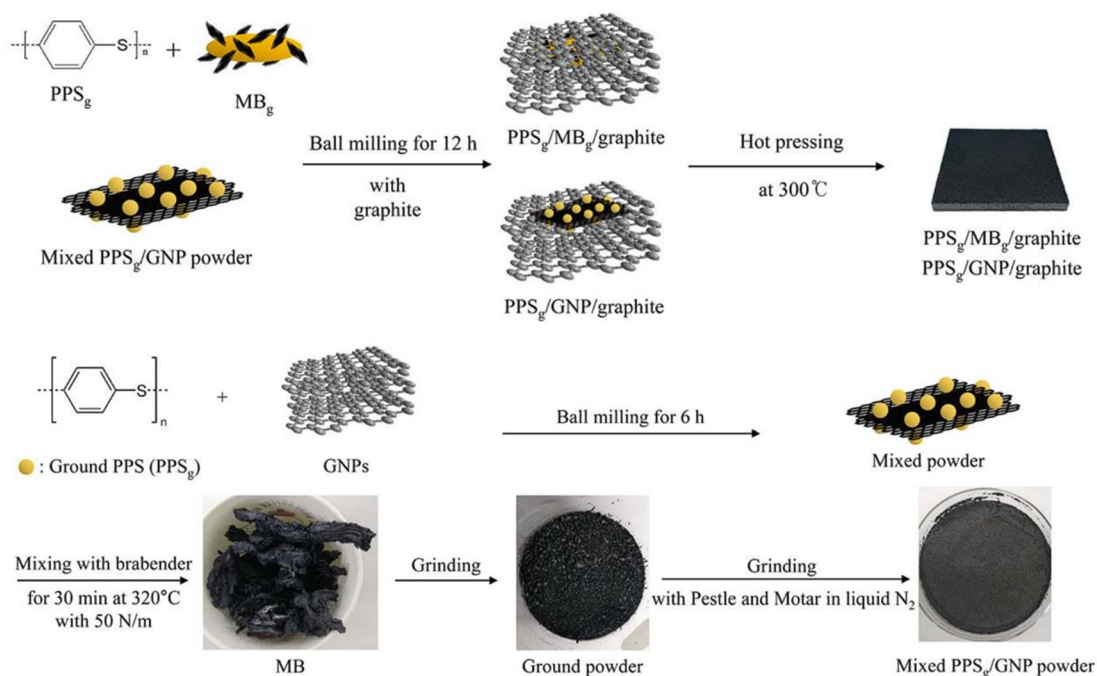 S
n
+
PPSg
MBg
Mixed PPSg/GNP powder
Ball milling for 12 h
with
graphite
PPSg/MBg/graphite
PPSg/GNP/graphite
Hot pressing
at 300℃
PPSg/MBg/graphite
PPSg/GNP/graphite
S
n
+
: Ground PPS (PPSg)
GNPs
Ball milling for 6 h
Mixed powder
Mixing with brabender
for 30 min at 320°C
with 50 N/m
MB
Grinding
Ground powder
Grinding
with Pestle and Motar in liquid N2
Mixed PPSg/GNP powder